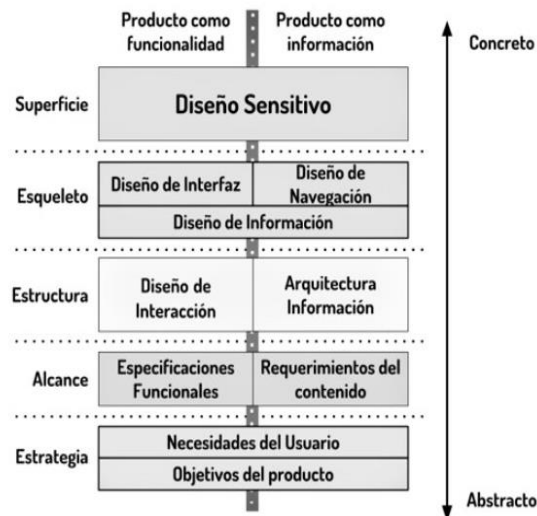 Producto como
funcionalidad
Producto como
información
Concreto
Superficie
Diseño Sensitivo
Esqueleto
Diseño de Interfaz
Diseño de
Navegación
Diseño de Información
Estructura
Diseño de
Interacción
Arquitectura
Información
Alcance
Especificaciones
Funcionales
Requerimientos del
contenido
Estrategia
Necesidades del Usuario
Objetivos del producto
Abstracto